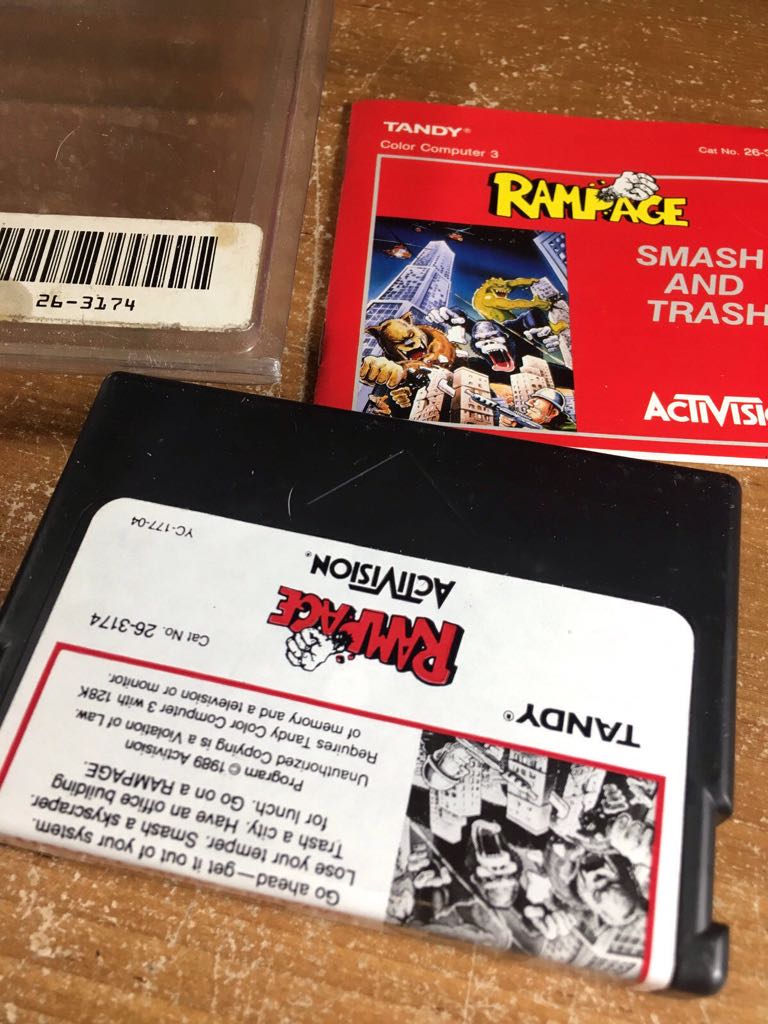 26-3174
TANDY®
Color Computer 3
Cat No. 26-3
RAMPAGE
SMASH
AND
TRASH
ACTIVISI
Go ahead—get it out of your system.
Lose your temper. Smash a skyscraper.
Trash a city. Have an office building
for lunch. Go on a RAMPAGE.
Program © 1989 Activision
Unauthorized Copying is a Violation of Law.
Requires Tandy Color Computer 3 with 128K
of memory and a television or monitor.
TANDY®
RAMPAGE
Cat No. 26-3174
ACTIVISION®
YC-177-04